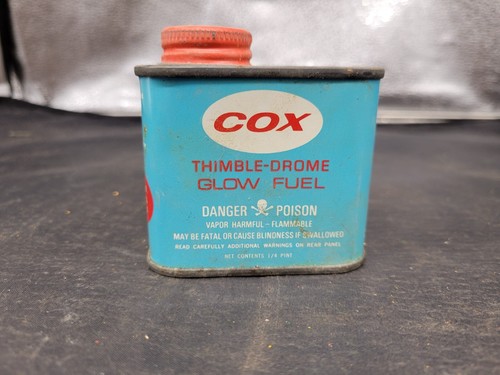 COX
THIMBLE-DROME
GLOW FUEL
DANGER POISON
VAPOR HARMFUL - FLAMMABLE
MAY BE FATAL OR CAUSE BLINDNESS IF SWALLOWED
READ CAREFULLY ADDITIONAL WARNINGS ON REAR PANEL
NET CONTENTS 1/4 PINT